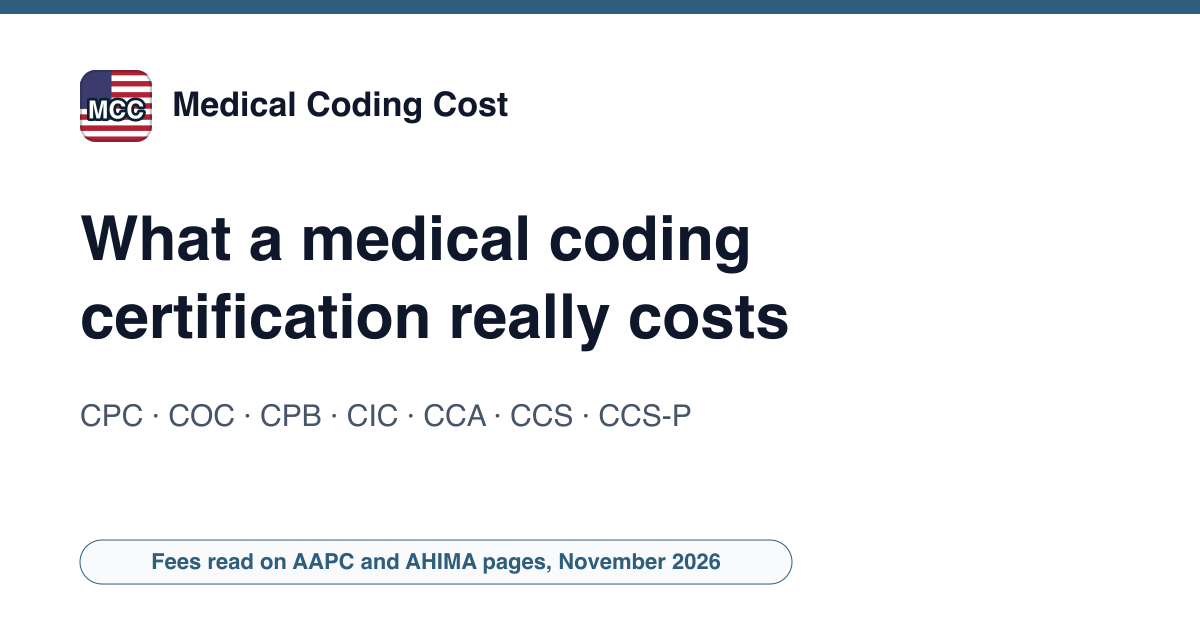 MCC
Medical Coding Cost
What a medical coding
certification really costs
CPC · COC · CPB · CIC · CCA · CCS · CCS-P
Fees read on AAPC and AHIMA pages, November 2026